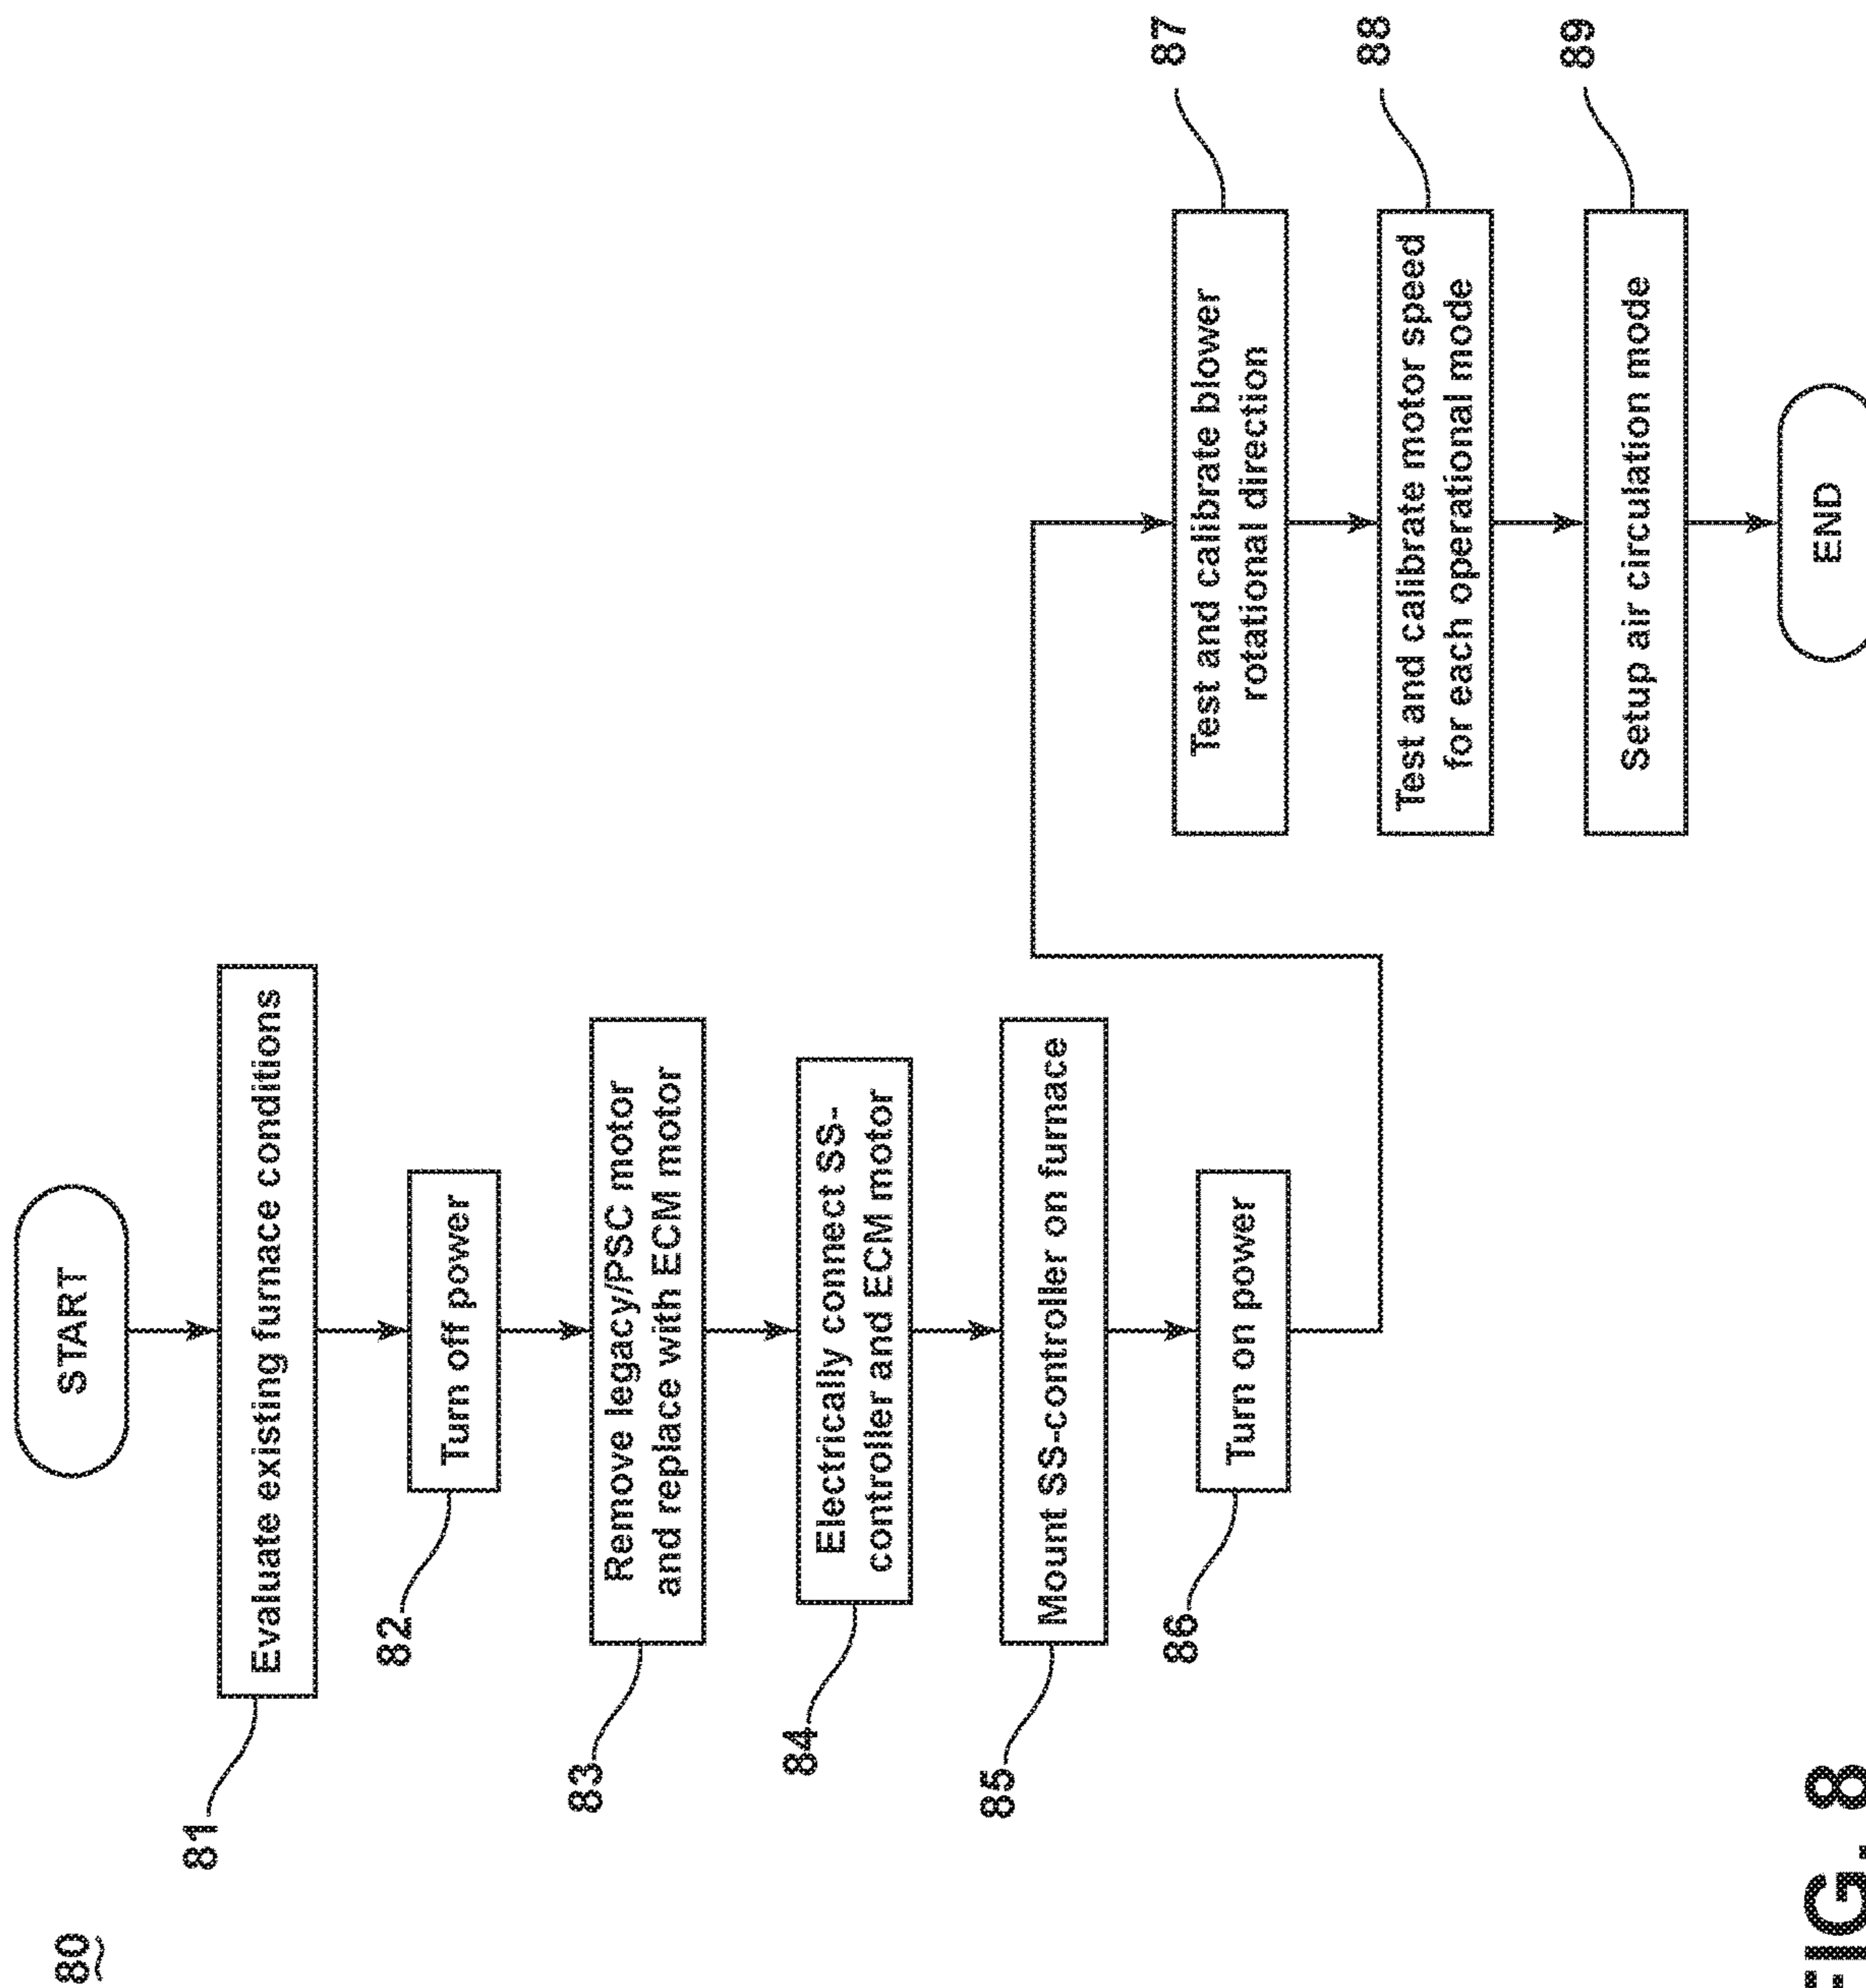 80
START
81
Evaluate existing furnace conditions
82
Turn off power
83
Remove legacy/PSC motor
and replace with ECM motor
84
Electrically connect SS-
controller and ECM motor
85
Mount SS-controller on furnace
86
Turn on power
87
Test and calibrate blower
rotational direction
88
Test and calibrate motor speed
for each operational mode
89
Setup air circulation mode
END
FIG. 8